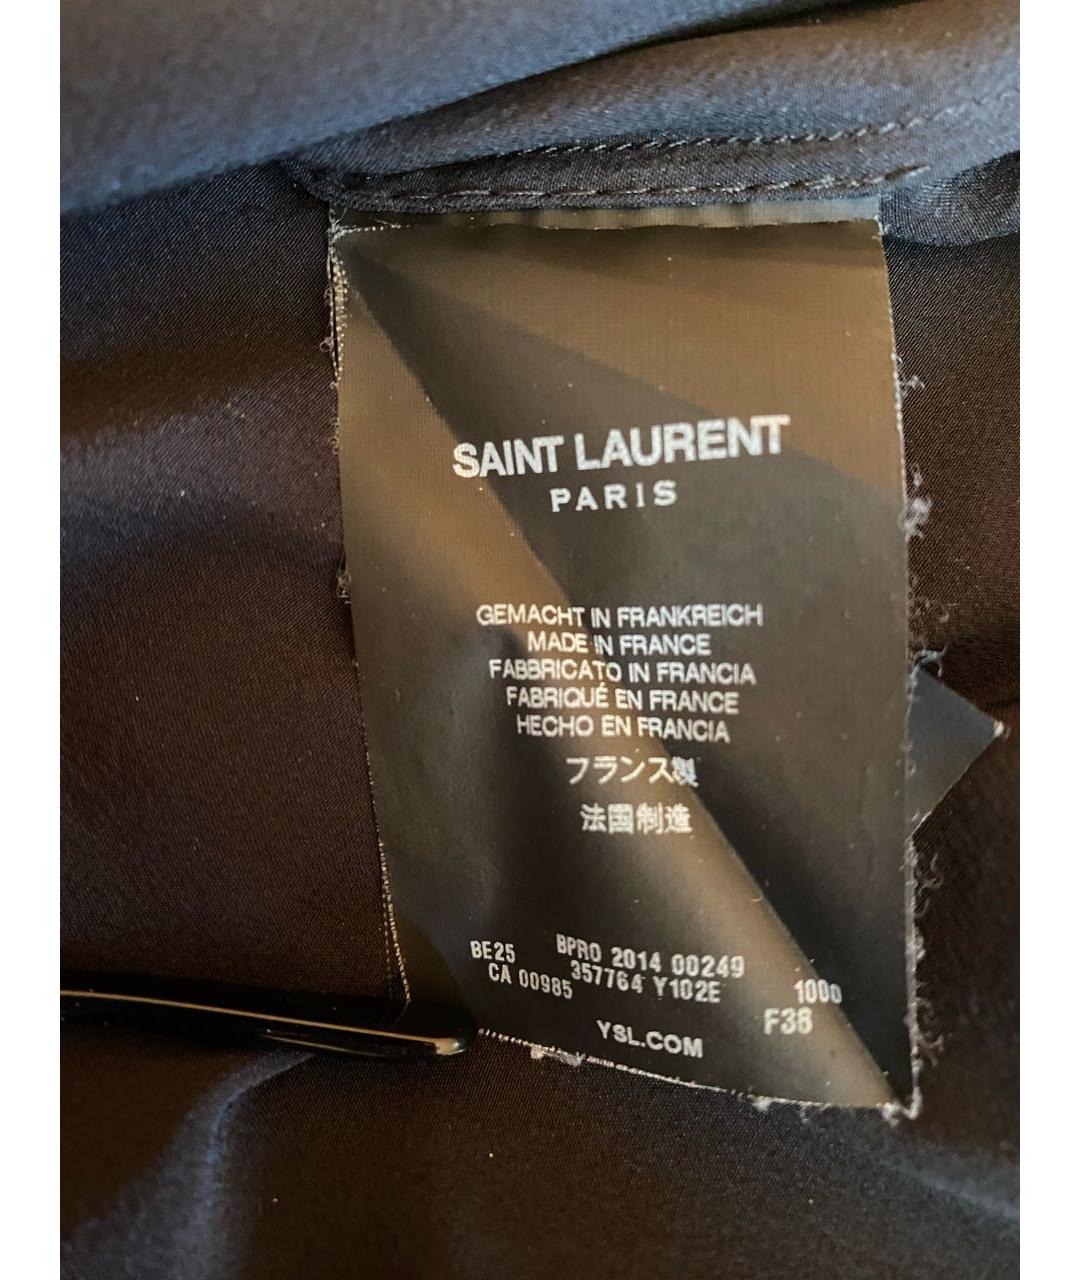 SAINT LAURENT
PARIS
GEMACHT IN FRANKREICH
MADE IN FRANCE
FABBRICATO IN FRANCIA
FABRIQUÉ EN FRANCE
HECHO EN FRANCIA
フランス製
法国制造
BE25 BPRO 2014 00249
CA 00985 357764 Y102E 1000
F38
YSL.COM